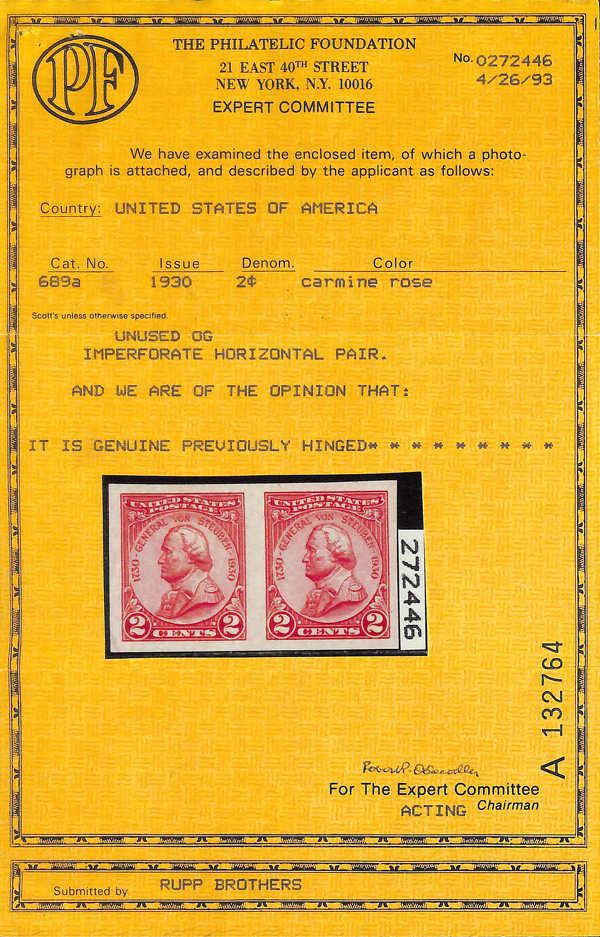 PF
THE PHILATELIC FOUNDATION
21 EAST 40TH STREET
NEW YORK, N.Y. 10016
EXPERT COMMITTEE
No. 0272446
4/26/93
We have examined the enclosed item, of which a photo-
graph is attached, and described by the applicant as follows:
Country: UNITED STATES OF AMERICA
Cat. No. Issue Denom. Color
689a 1930 2¢ carmine rose
Scott's unless otherwise specified.
UNUSED OG
IMPERFORATE HORIZONTAL PAIR.
AND WE ARE OF THE OPINION THAT:
IT IS GENUINE PREVIOUSLY HINGED* * * * * * * * *
UNITED STATES
POSTAGE
GENERAL VON STEUBEN
1730 1930
2 CENTS 2
UNITED STATES
POSTAGE
GENERAL VON STEUBEN
1730 1930
2 CENTS 2
272446
A 132764
For The Expert Committee
ACTING Chairman
Submitted by RUPP BROTHERS